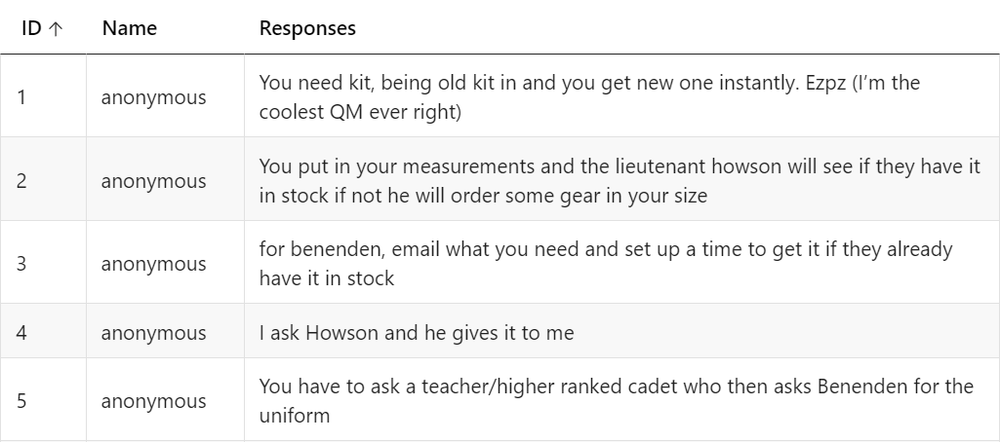 ID ↑ Name Responses
1 anonymous You need kit, being old kit in and you get new one instantly. Ezpz (I’m the
coolest QM ever right)
2 anonymous You put in your measurements and the lieutenant howson will see if they have it
in stock if not he will order some gear in your size
3 anonymous for benenden, email what you need and set up a time to get it if they already
have it in stock
4 anonymous I ask Howson and he gives it to me
5 anonymous You have to ask a teacher/higher ranked cadet who then asks Benenden for the
uniform